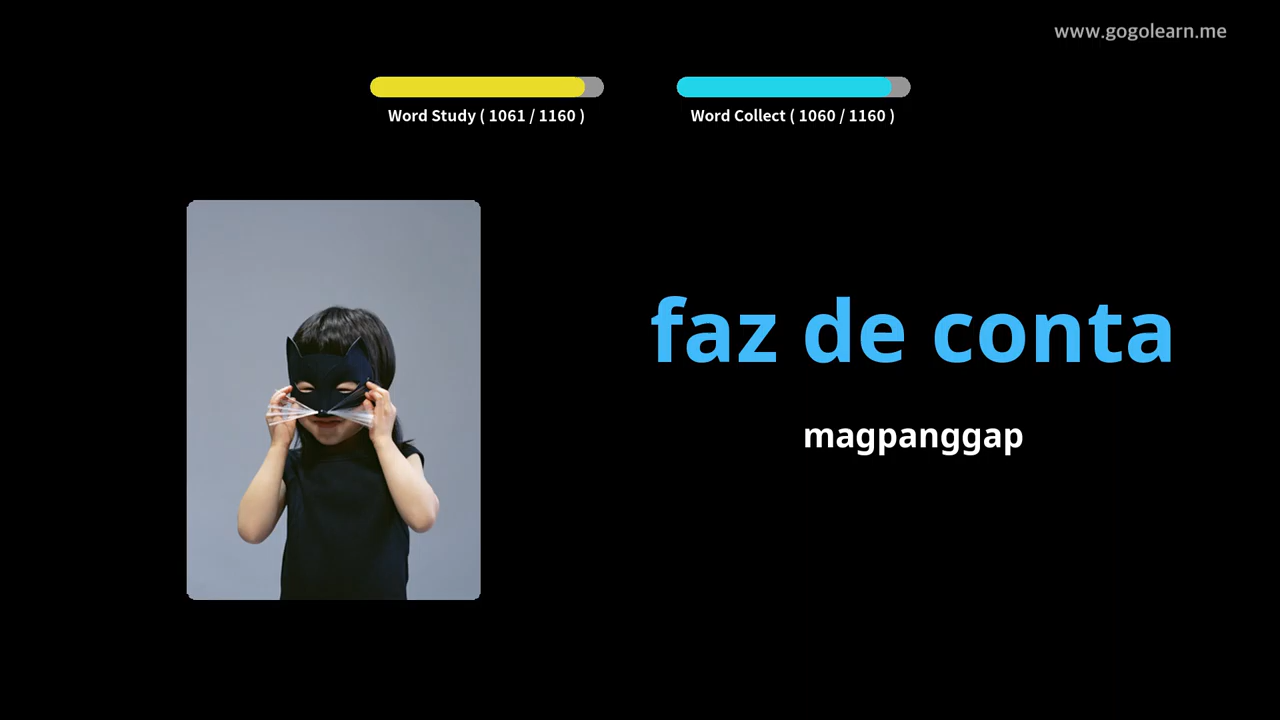 www.gogolearn.me
Word Study ( 1061 / 1160 )
Word Collect ( 1060 / 1160 )
faz de conta
magpanggap